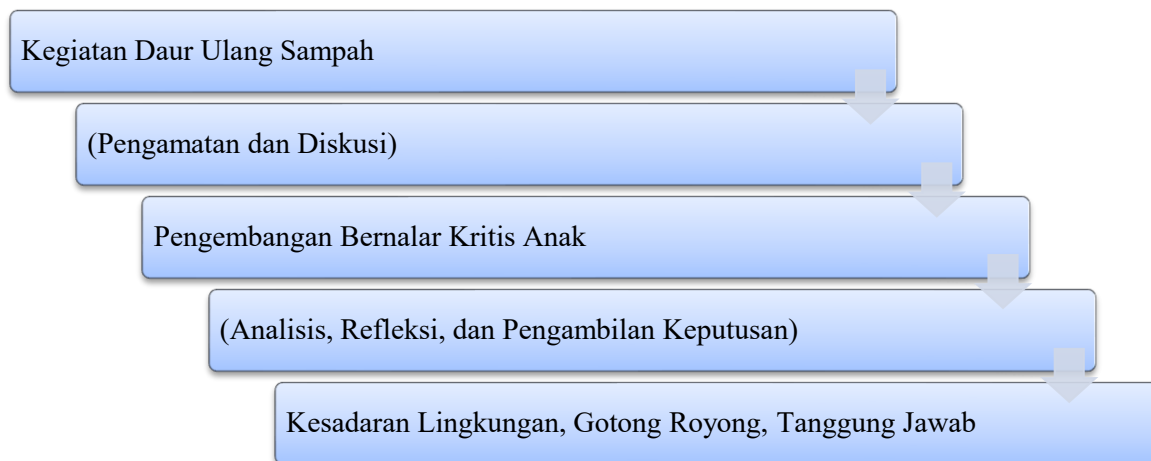 Kegiatan Daur Ulang Sampah
(Pengamatan dan Diskusi)
Pengembangan Bernalar Kritis Anak
(Analisis, Refleksi, dan Pengambilan Keputusan)
Kesadaran Lingkungan, Gotong Royong, Tanggung Jawab